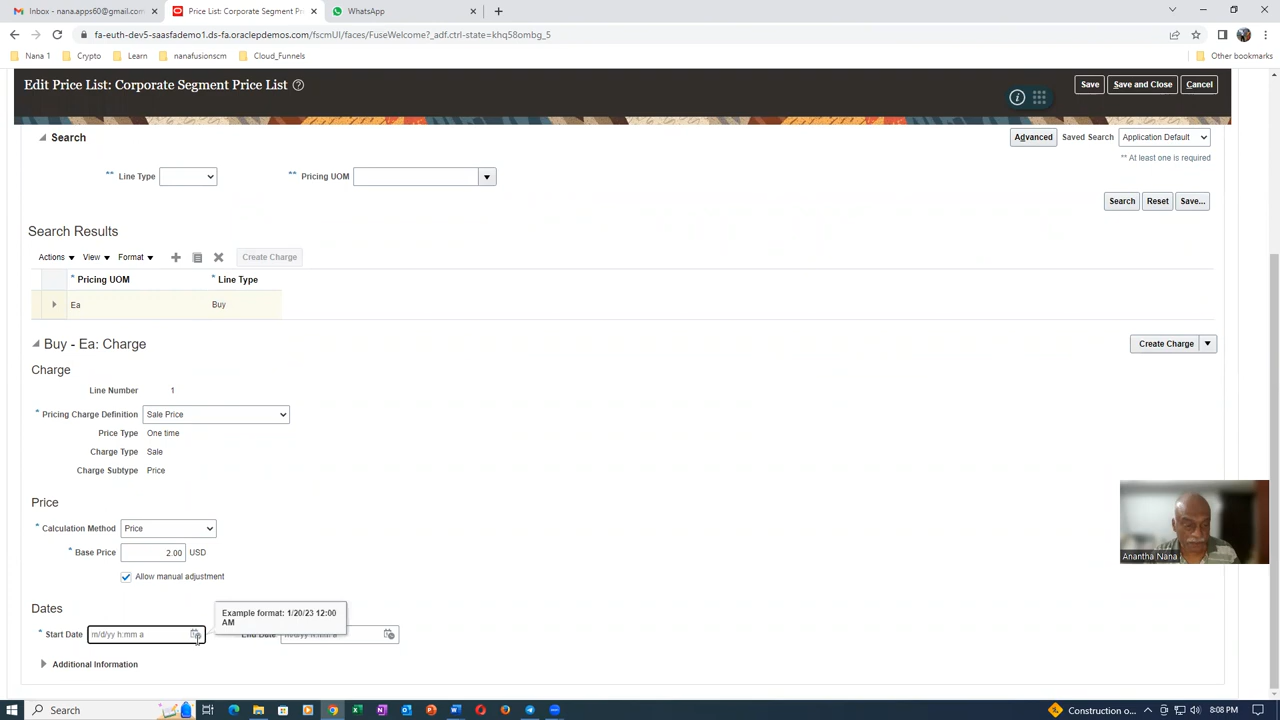 Inbox - nana.apps60@gmail.com
Price List: Corporate Segment Price List
WhatsApp
fa-euth-dev5-saasfademo1.ds-fa.oraclepdemos.com/fscmUI/faces/FuseWelcome?_adf.ctrl-state=khq58ombg_5
Nana 1
Crypto
Learn
nanafusionscm
Cloud_Funnels
Other bookmarks
Edit Price List: Corporate Segment Price List
Save
Save and Close
Cancel
Search
Advanced
Saved Search
Application Default
** At least one is required
** Line Type
** Pricing UOM
Search
Reset
Save...
Search Results
Actions
View
Format
Create Charge
* Pricing UOM
* Line Type
Ea
Buy
Buy - Ea: Charge
Create Charge
Charge
Line Number 1
* Pricing Charge Definition Sale Price
Price Type One time
Charge Type Sale
Charge Subtype Price
Price
* Calculation Method Price
* Base Price 2.00 USD
Allow manual adjustment
Dates
Example format: 1/20/23 12:00
AM
* Start Date m/d/yy h:mm a
End Date
Additional Information
Anantha Nana
Search
Construction o...
8:08 PM